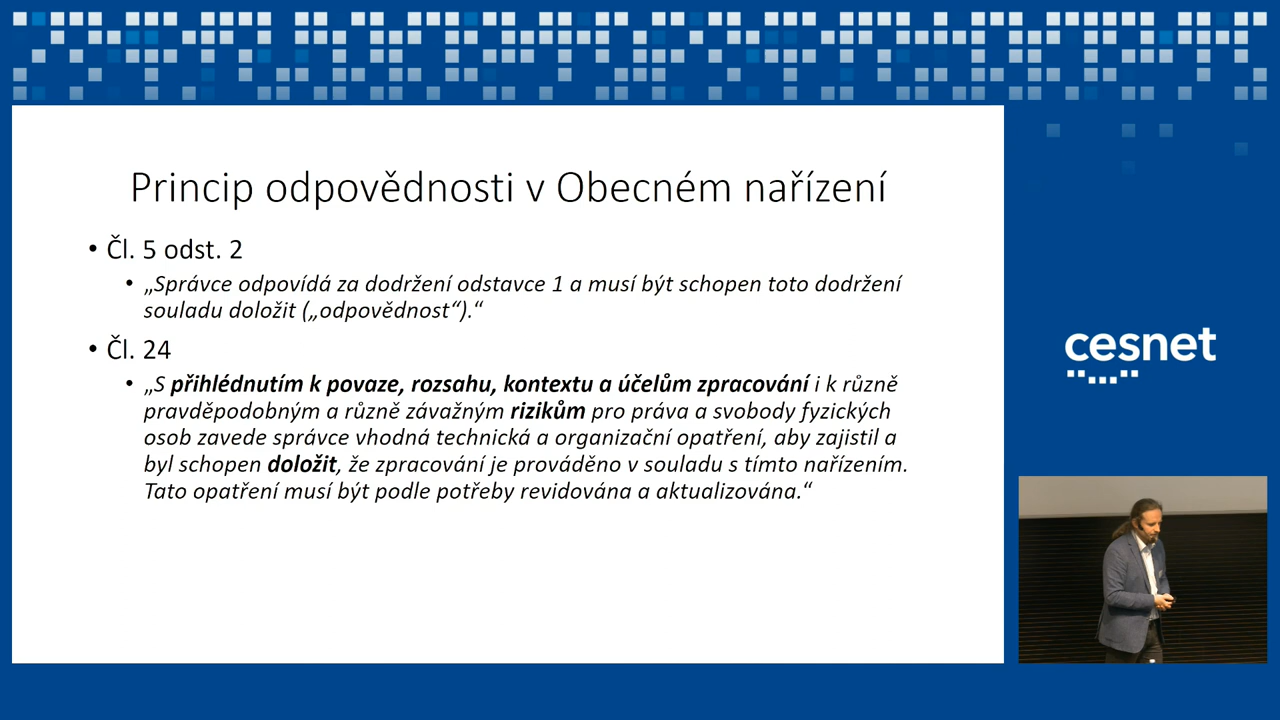 Princip odpovědnosti v Obecném nařízení
• Čl. 5 odst. 2
• „Správce odpovídá za dodržení odstavce 1 a musí být schopen toto dodržení
souladu doložit („odpovědnost“).“
• Čl. 24
• „S přihlédnutím k povaze, rozsahu, kontextu a účelům zpracování i k různě
pravděpodobným a různě závažným rizikům pro práva a svobody fyzických
osob zavede správce vhodná technická a organizační opatření, aby zajistil a
byl schopen doložit, že zpracování je prováděno v souladu s tímto nařízením.
Tato opatření musí být podle potřeby revidována a aktualizována.“
cesnet